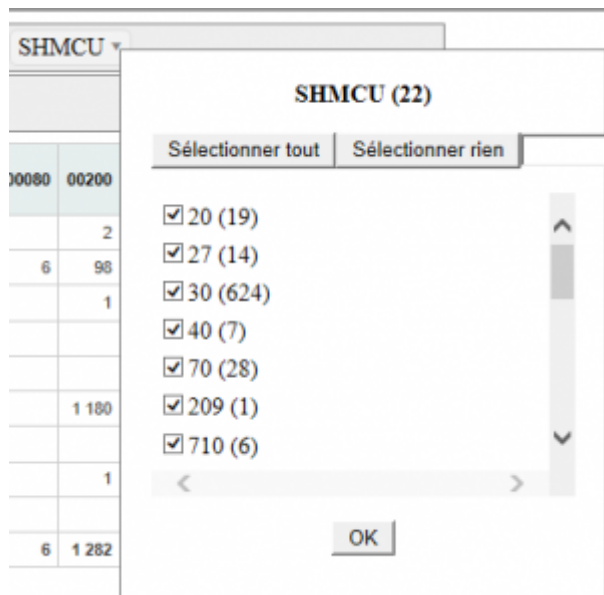 SHMCU ▾
SHMCU (22)
Sélectionner tout Sélectionner rien
00200
20 (19)
2
27 (14)
6 98
30 (624)
1
40 (7)
70 (28)
209 (1)
1 180
710 (6)
1
OK
6 1 282